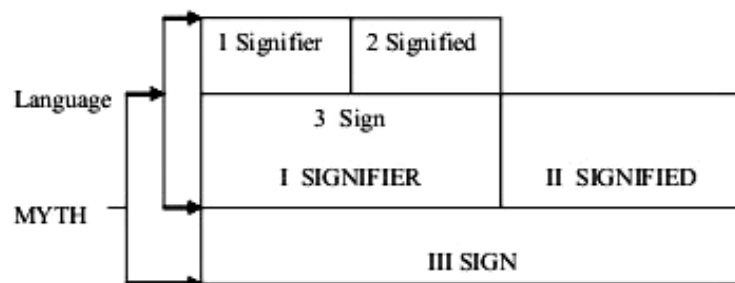 1 Signifier
2 Signified
Language
3 Sign
I SIGNIFIER
II SIGNIFIED
MYTH
III SIGN